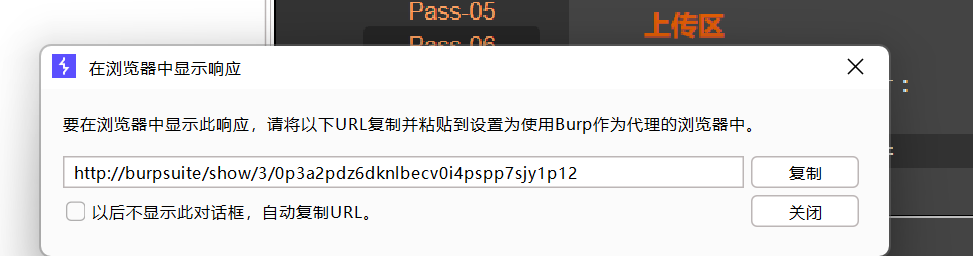 Pass-05
上传区
Pass-06
在浏览器中显示响应
:
要在浏览器中显示此响应，请将以下URL复制并粘贴到设置为使用Burp作为代理的浏览器中。
http://burpsuite/show/3/0p3a2pdz6dknlbecv0i4pspp7sjy1p12
复制
以后不显示此对话框，自动复制URL。
关闭